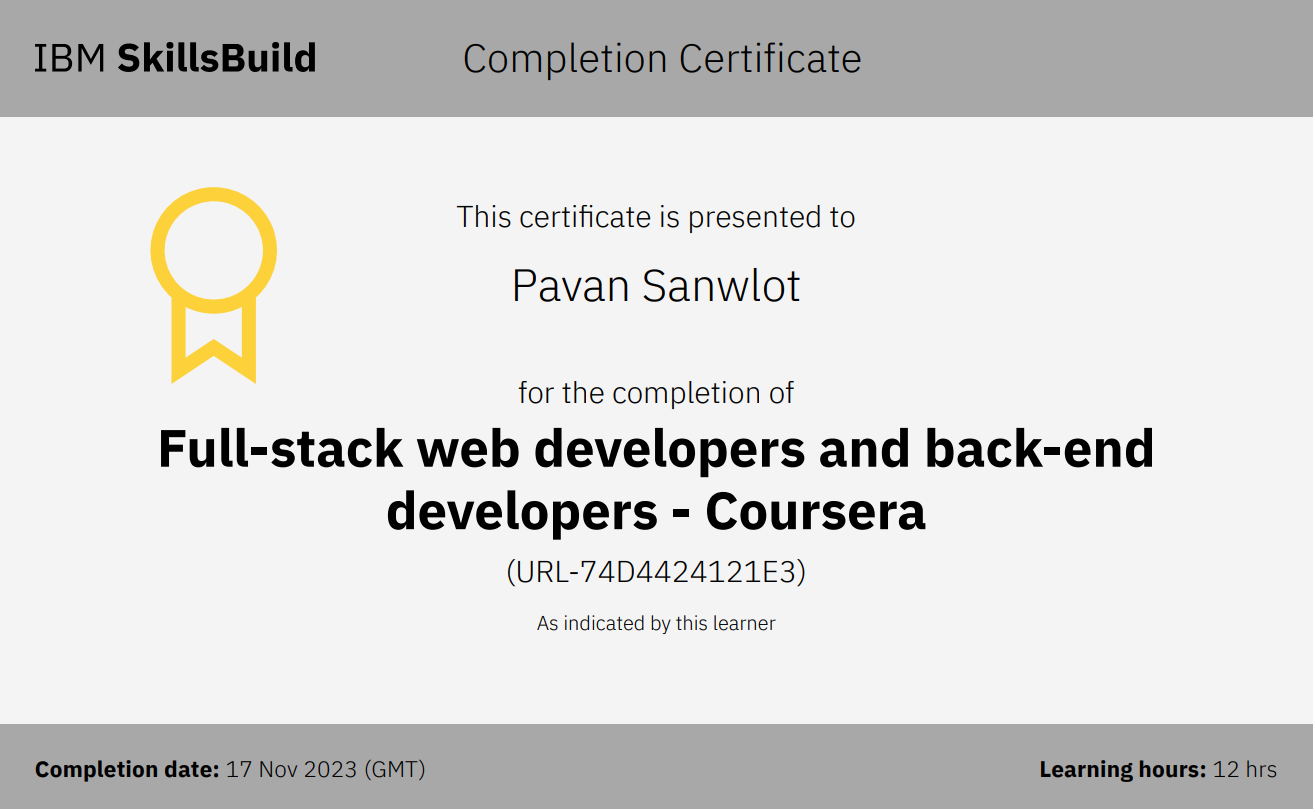 IBM SkillsBuild
Completion Certificate
This certificate is presented to
Pavan Sanwlot
for the completion of
Full-stack web developers and back-end
developers - Coursera
(URL-74D4424121E3)
As indicated by this learner
Completion date: 17 Nov 2023 (GMT)
Learning hours: 12 hrs